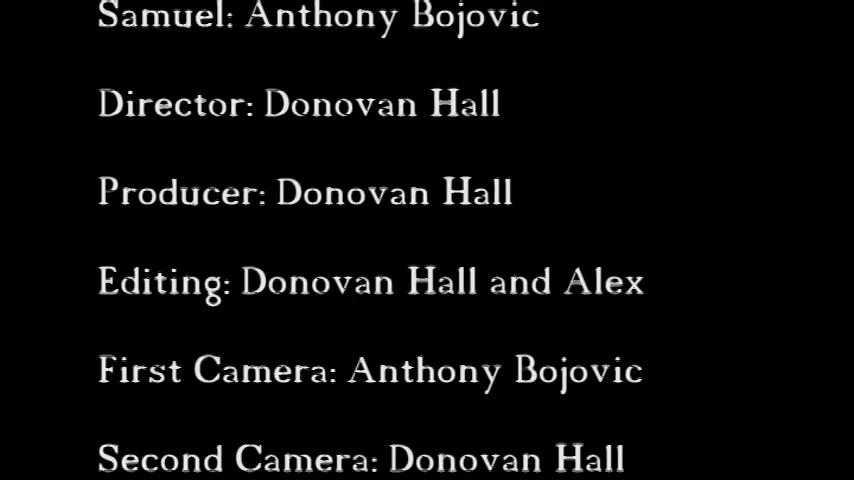 Samuel: Anthony Bojovic
Director: Donovan Hall
Producer: Donovan Hall
Editing: Donovan Hall and Alex
First Camera: Anthony Bojovic
Second Camera: Donovan Hall